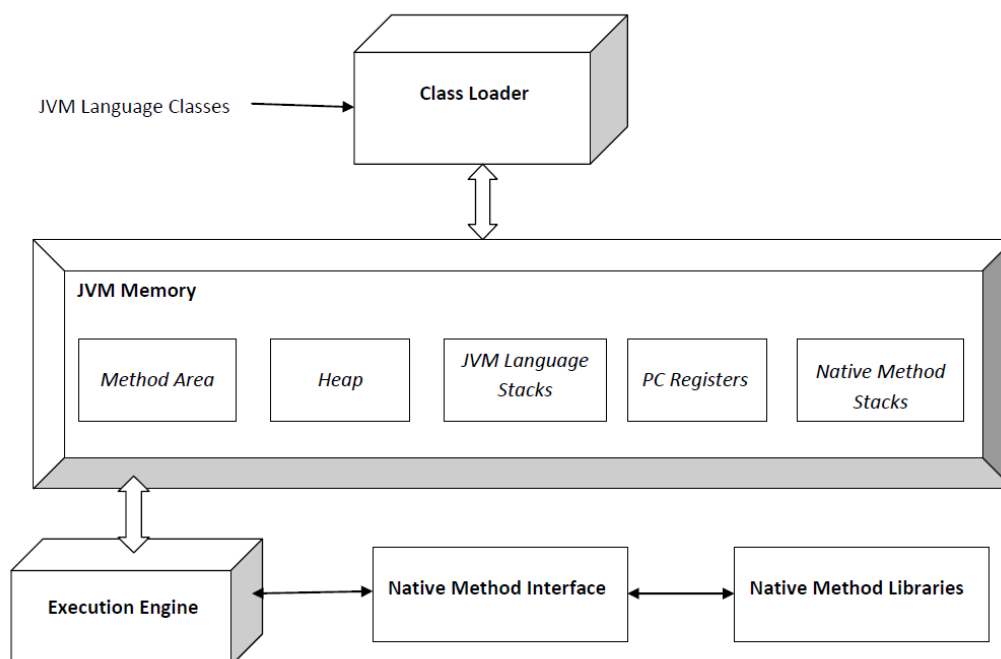 Class Loader
JVM Language Classes
JVM Memory
Method Area
Heap
JVM Language
Stacks
PC Registers
Native Method
Stacks
Execution Engine
Native Method Interface
Native Method Libraries